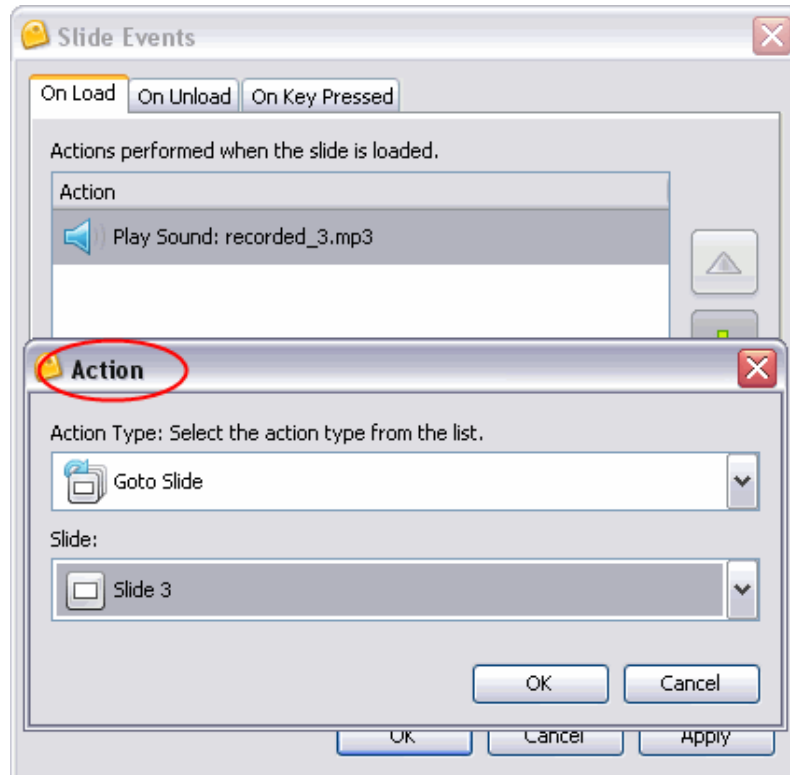 Slide Events
On Load On Unload On Key Pressed
Actions performed when the slide is loaded.
Action
Play Sound: recorded_3.mp3
Action
Action Type: Select the action type from the list.
Goto Slide
Slide:
Slide 3
OK Cancel
OK Cancel Apply